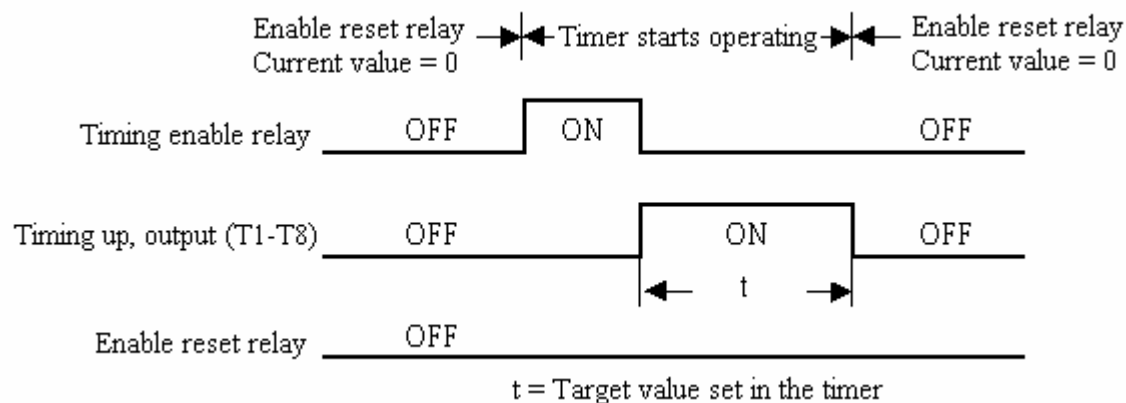 Enable reset relay
Current value = 0
Timer starts operating
Enable reset relay
Current value = 0
Timing enable relay
OFF
ON
OFF
Timing up, output (T1-T8)
OFF
ON
OFF
t
Enable reset relay
OFF
t = Target value set in the timer